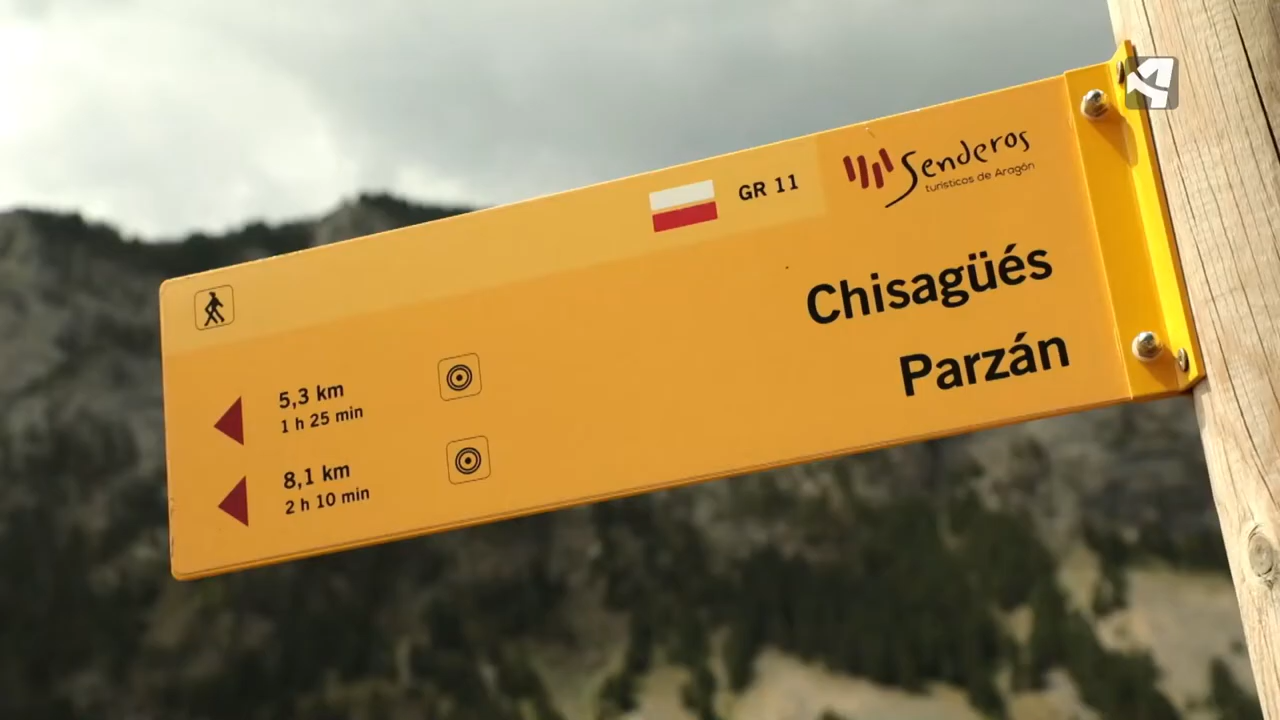 GR 11
Senderos
turísticos de Aragón
Chisagüés
5,3 km
1 h 25 min
Parzán
8,1 km
2 h 10 min